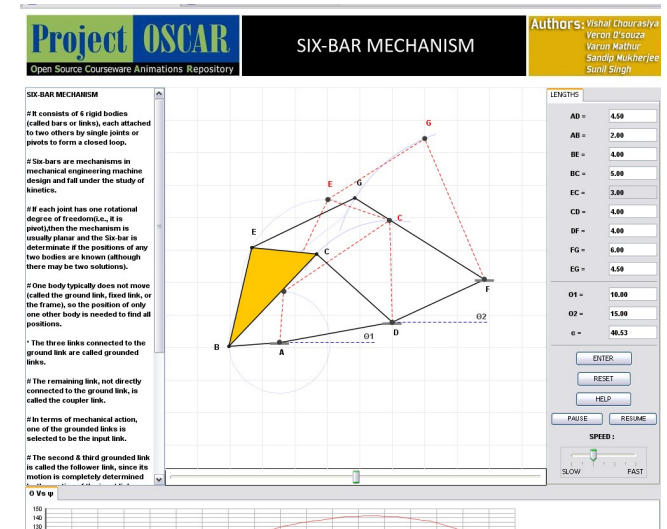 Project OSCAR
Open Source Courseware Animations Repository
SIX-BAR MECHANISM
Authors: Vishal Chourasiya
Veron D'souza
Varun Mathur
Sandip Mukherjee
Sunil Singh
SIX-BAR MECHANISM
#It consists of 6 rigid bodies
(called bars or links), each attached
to two others by single joints or
pivots to form a closed loop.
# Six-bars are mechanisms in
mechanical engineering machine
design and fall under the study of
kinetics.
#If each joint has one rotational
degree of freedom(i.e., it is
pivot),then the mechanism is
usually planar and the Six-bar is
determinate if the positions of any
two bodies are known (although
there may be two solutions).
# One body typically does not move
(called the ground link, fixed link, or
the frame), so the position of only
one other body is needed to find all
positions.
* The three links connected to the
ground link are called grounded
links.
# The remaining link, not directly
connected to the ground link, is
called the coupler link.
# In terms of mechanical action,
one of the grounded links is
selected to be the input link.
# The second & third grounded link
is called the follower link, since its
motion is completely determined
G
E
G
C
E
C
F
B
A
D
Θ1
Θ2
LENGTHS
AD = 4.50
AB = 2.00
BE = 4.00
BC = 5.00
EC = 3.00
CD = 4.00
DF = 4.00
FG = 6.00
EG = 4.50
Θ1 = 10.00
Θ2 = 15.00
α = 40.53
ENTER
RESET
HELP
PAUSE RESUME
SPEED :
SLOW FAST
Θ Vs ψ
150
140
130